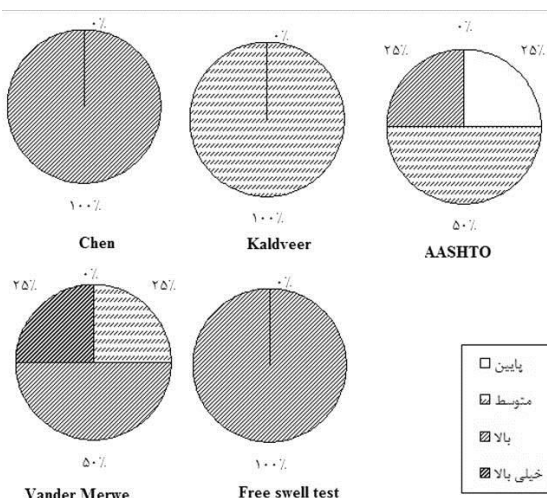 ۰٪
۱۰۰٪
Chen
۰٪
۱۰۰٪
Kaldveer
۰٪
۲۵٪
۲۵٪
۵۰٪
AASHTO
۰٪
۲۵٪
۲۵٪
۵۰٪
Vander Merwe
۰٪
۱۰۰٪
Free swell test
پایین
متوسط
بالا
خیلی بالا